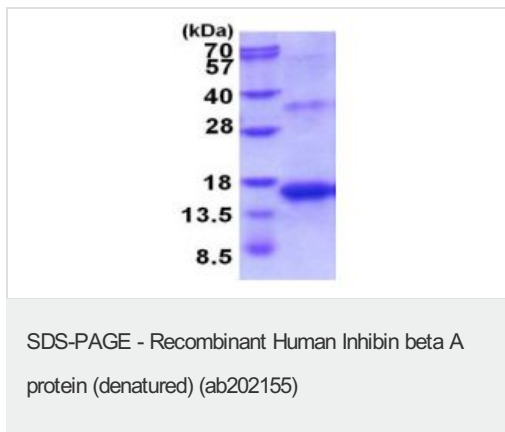 (kDa)
70
57
40
28
18
13.5
8.5
SDS-PAGE - Recombinant Human Inhibin beta A
protein (denatured) (ab202155)